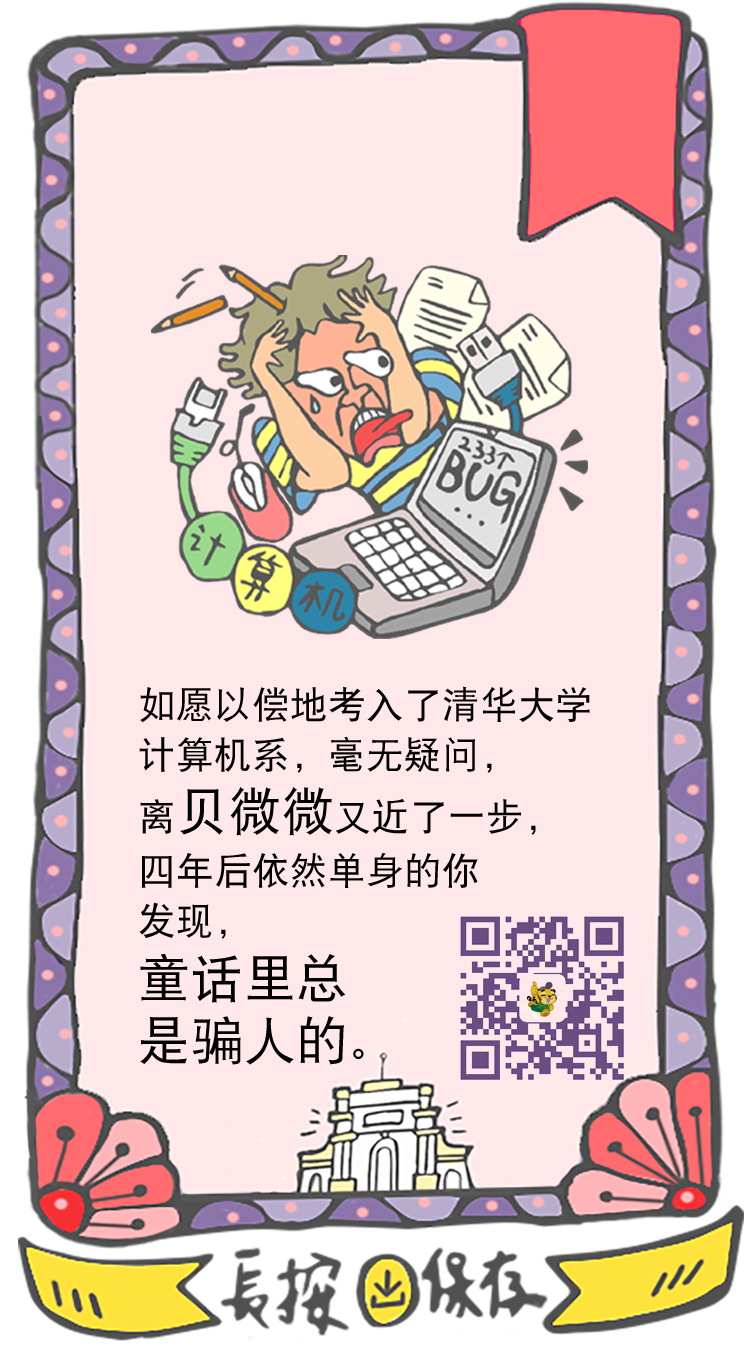 233个
BUG
...
计
算
机
如愿以偿地考入了清华大学
计算机系，毫无疑问，
离贝微微又近了一步，
四年后依然单身的你
发现，
童话里总
是骗人的。
長按保存